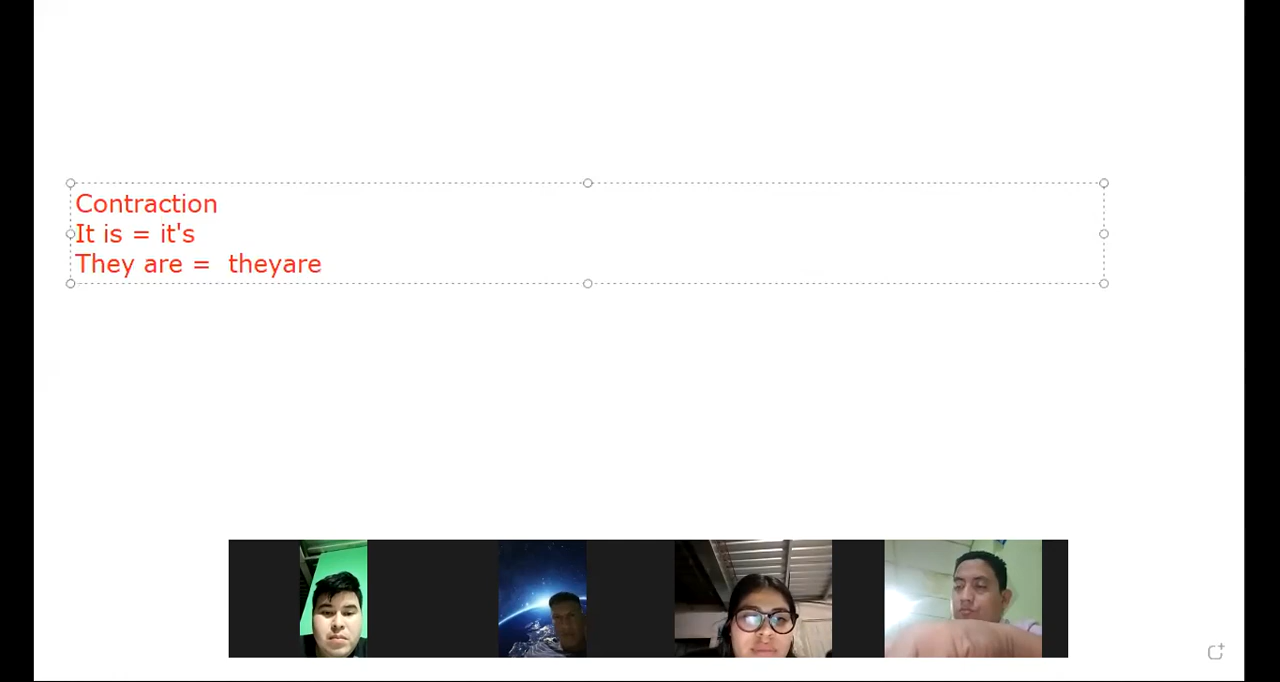 Contraction
It is = it's
They are =  theyare